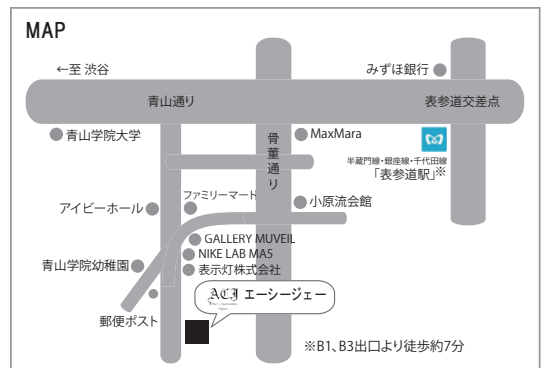 MAP
←至 渋谷
みずほ銀行
青山通り
表参道交差点
青山学院大学
骨董通り
MaxMara
半蔵門線・銀座線・千代田線
「表参道駅」※
ファミリーマート
アイビーホール
小原流会館
GALLERY MUVEIL
NIKE LAB MA5
青山学院幼稚園
表示灯株式会社
ACJ エーシージェー
郵便ポスト
※B1、B3出口より徒歩約7分